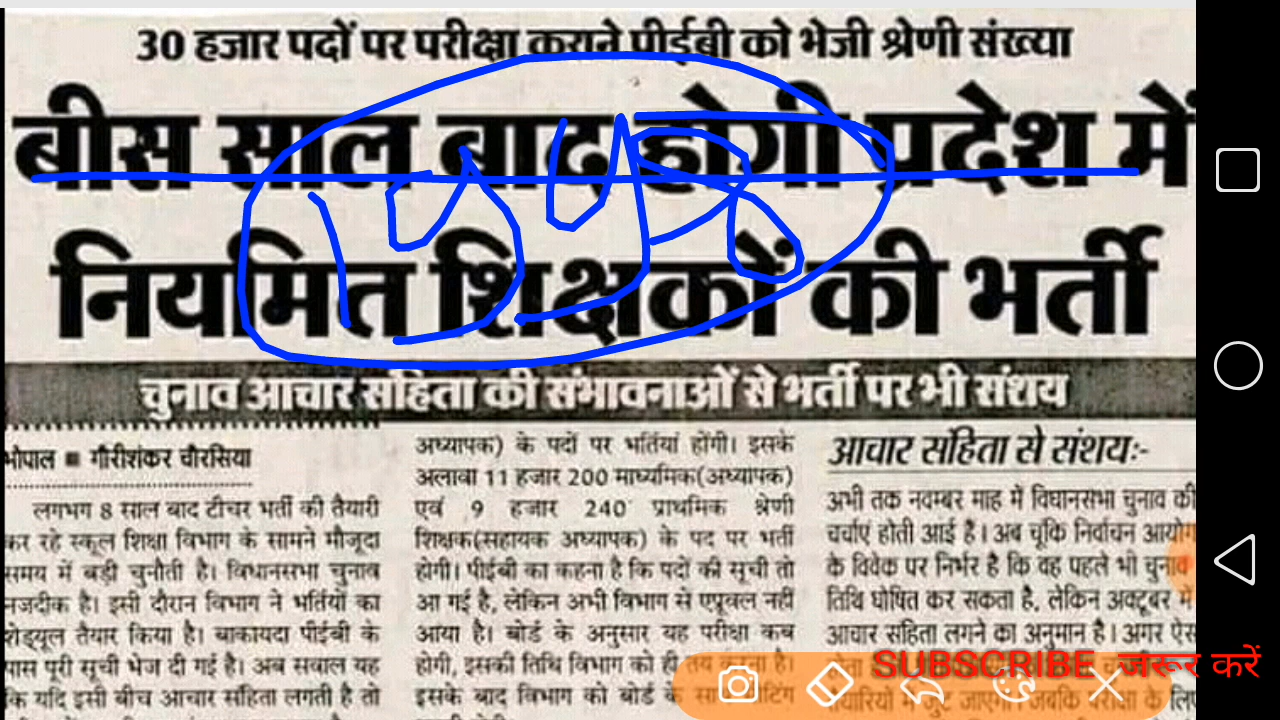 30 हजार पदों पर परीक्षा कराने पीईबी को भेजी श्रेणी संख्या
बीस साल बाद होगी प्रदेश में
नियमित शिक्षकों की भर्ती
चुनाव आचार संहिता की संभावनाओं से भर्ती पर भी संशय
भोपाल ■ गौरीशंकर चौरसिया
लगभग 8 साल बाद टीचर भर्ती की तैयारी
कर रहे स्कूल शिक्षा विभाग के सामने मौजूदा
समय में बड़ी चुनौती है। विधानसभा चुनाव
नजदीक है। इसी दौरान विभाग ने भर्तियों का
शेड्यूल तैयार किया है। बाकायदा पीईबी के
पास पूरी सूची भेज दी गई है। अब सवाल यह
कि यदि इसी बीच आचार संहिता लगती है तो
अध्यापक) के पदों पर भर्तियां होंगी। इसके
अलावा 11 हजार 200 माध्यमिक(अध्यापक)
एवं 9 हजार 240 प्राथमिक श्रेणी
शिक्षक(सहायक अध्यापक) के पद पर भर्ती
होगी। पीईबी का कहना है कि पदों की सूची तो
आ गई है, लेकिन अभी विभाग से एप्रूवल नहीं
आया है। बोर्ड के अनुसार यह परीक्षा कब
होगी, इसकी तिथि विभाग को ही तय करना है।
इसके बाद विभाग को बोर्ड के
आचार संहिता से संशयः-
अभी तक नवम्बर माह में विधानसभा चुनाव की
चर्चाएं होती आई है। अब चूंकि निर्वाचन आयोग
के विवेक पर निर्भर है कि वह पहले भी चुनाव
तिथि घोषित कर सकता है, लेकिन अक्टूबर में
आचार संहिता लगने का अनुमान है। अगर ऐस
SUBSCRIBE जरूर करें